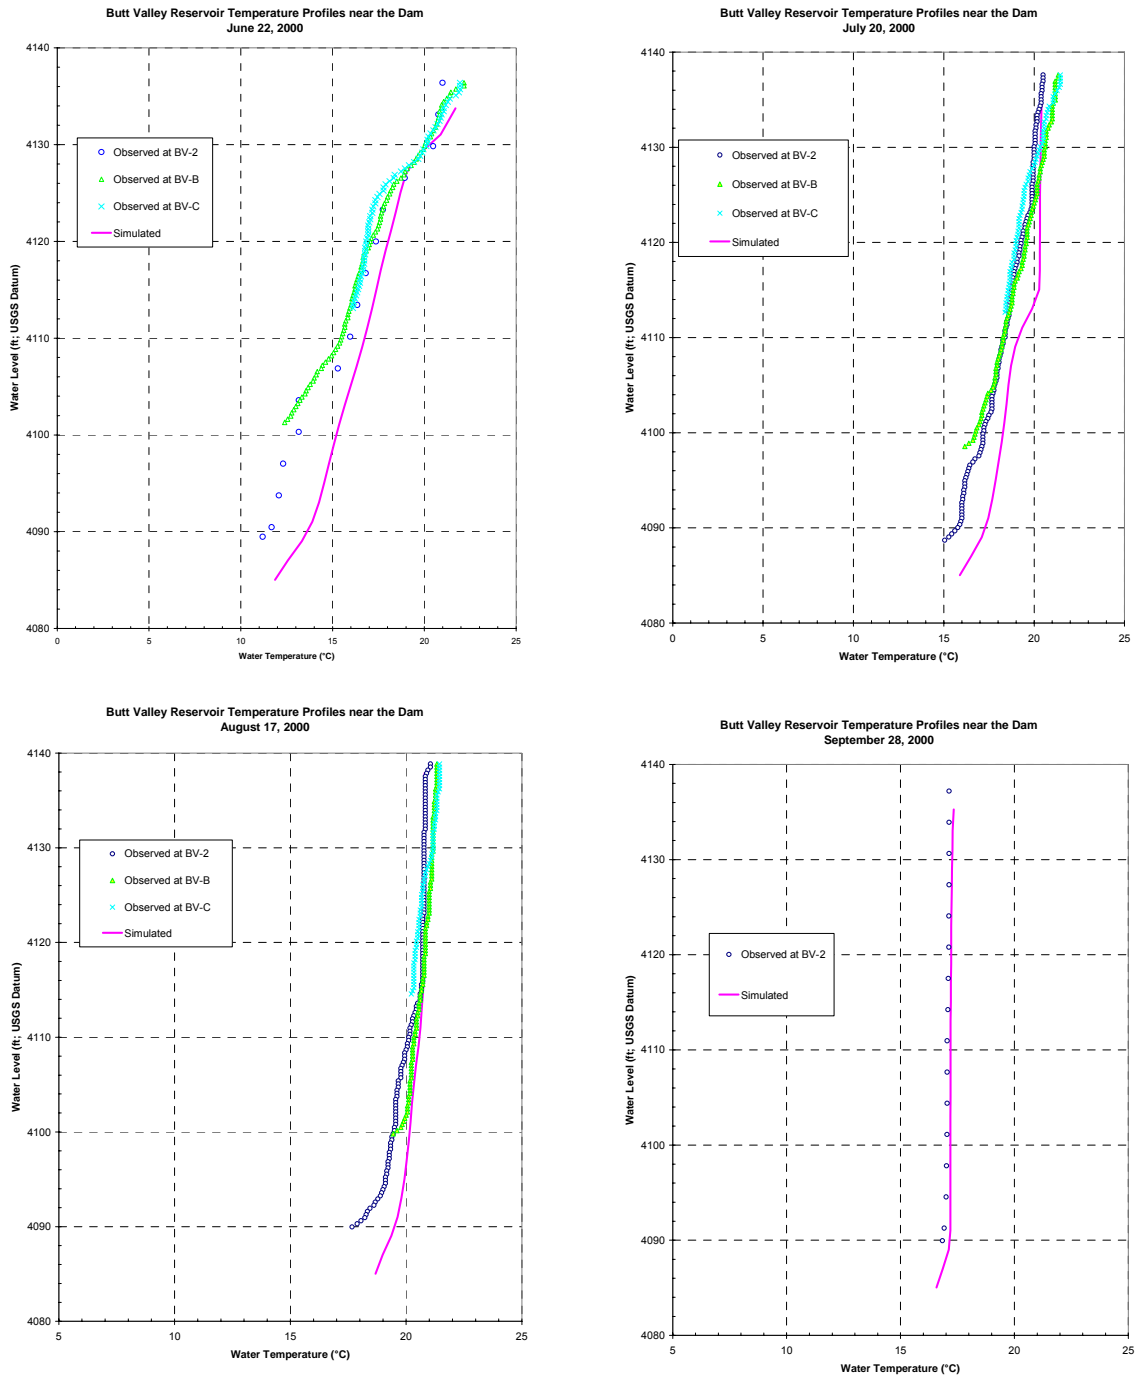 Butt Valley Reservoir Temperature Profiles near the Dam
June 22, 2000
4140
4130
4120
4110
4100
4090
4080
0
5
10
15
20
25
Water Level (ft; USGS Datum)
Water Temperature (°C)
Observed at BV-2
Observed at BV-B
Observed at BV-C
Simulated
Butt Valley Reservoir Temperature Profiles near the Dam
July 20, 2000
4140
4130
4120
4110
4100
4090
4080
0
5
10
15
20
25
Water Level (ft; USGS Datum)
Water Temperature (°C)
Observed at BV-2
Observed at BV-B
Observed at BV-C
Simulated
Butt Valley Reservoir Temperature Profiles near the Dam
August 17, 2000
4140
4130
4120
4110
4100
4090
4080
5
10
15
20
25
Water Level (ft; USGS Datum)
Water Temperature (°C)
Observed at BV-2
Observed at BV-B
Observed at BV-C
Simulated
Butt Valley Reservoir Temperature Profiles near the Dam
September 28, 2000
4140
4130
4120
4110
4100
4090
4080
5
10
15
20
25
Water Level (ft; USGS Datum)
Water Temperature (°C)
Observed at BV-2
Simulated